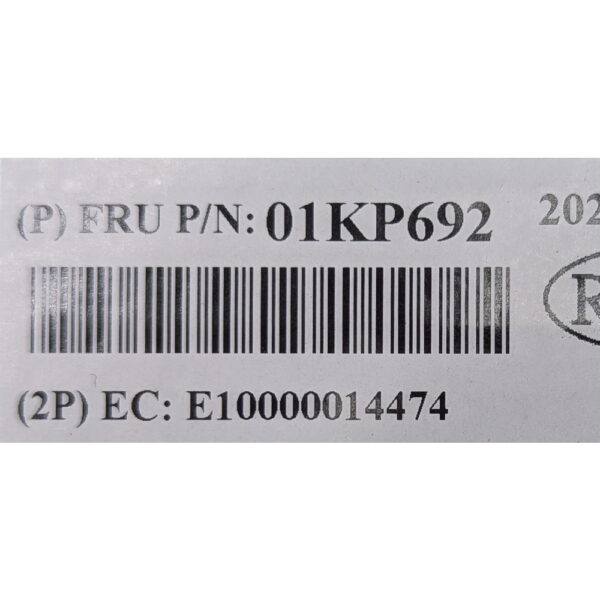 (P) FRU P/N: 01KP692 202
R
(2P) EC: E10000014474